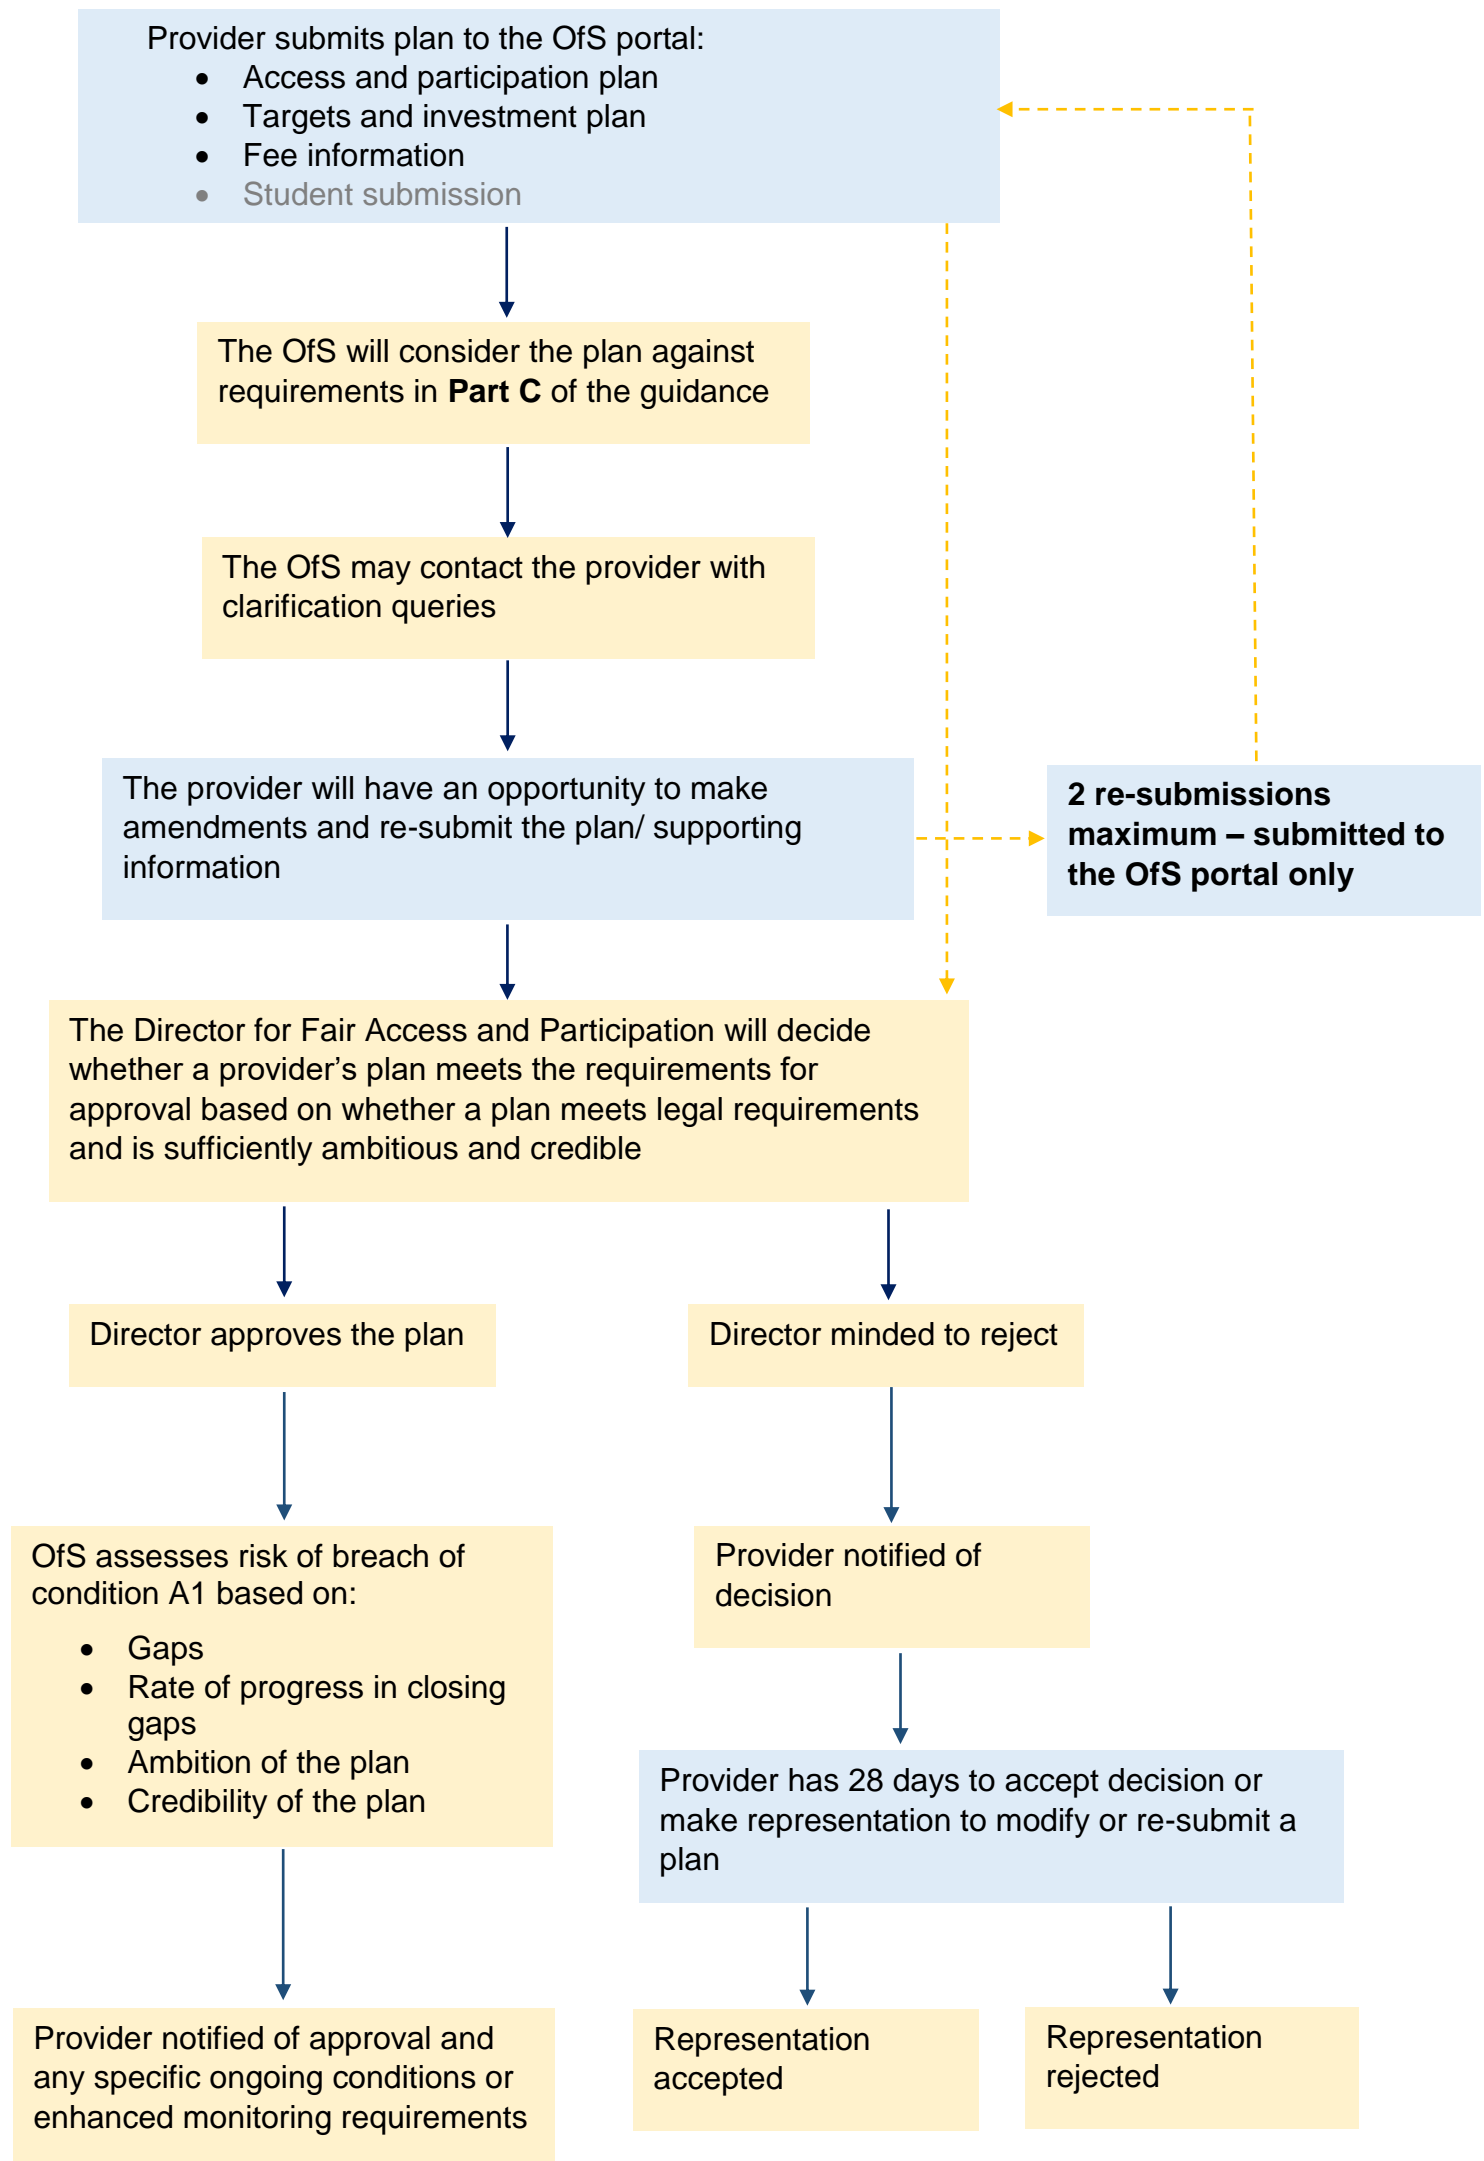 Provider submits plan to the OfS portal:
• Access and participation plan
• Targets and investment plan
• Fee information
• Student submission
The OfS will consider the plan against
requirements in Part C of the guidance
The OfS may contact the provider with
clarification queries
The provider will have an opportunity to make
amendments and re-submit the plan/ supporting
information
2 re-submissions
maximum – submitted to
the OfS portal only
The Director for Fair Access and Participation will decide
whether a provider’s plan meets the requirements for
approval based on whether a plan meets legal requirements
and is sufficiently ambitious and credible
Director approves the plan
Director minded to reject
OfS assesses risk of breach of
condition A1 based on:
• Gaps
• Rate of progress in closing
gaps
• Ambition of the plan
• Credibility of the plan
Provider notified of
decision
Provider has 28 days to accept decision or
make representation to modify or re-submit a
plan
Provider notified of approval and
any specific ongoing conditions or
enhanced monitoring requirements
Representation
accepted
Representation
rejected